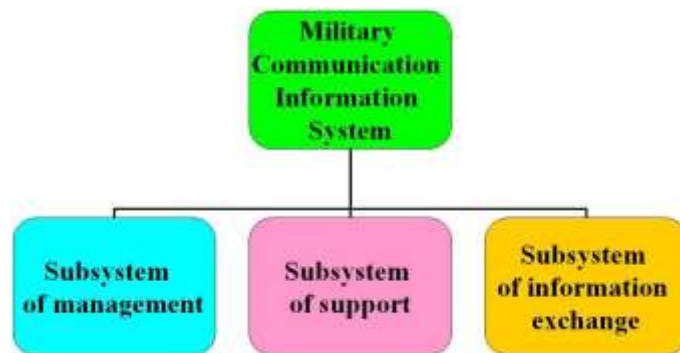 Military
Communication
Information
System
Subsystem
of management
Subsystem
of support
Subsystem
of information
exchange